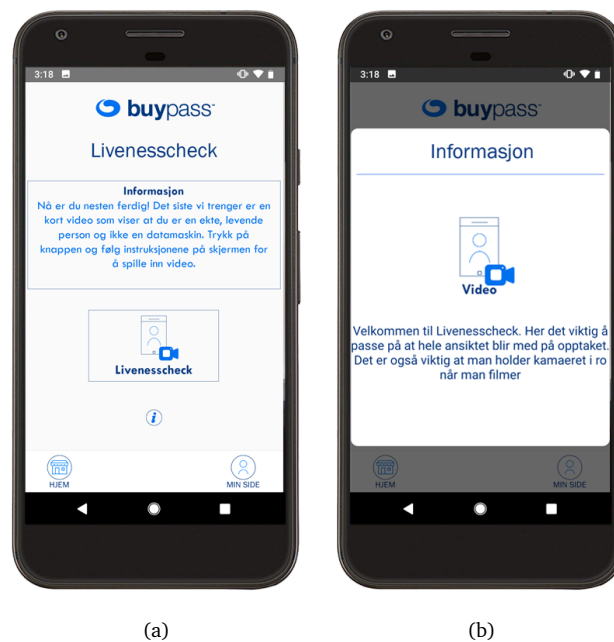 3:18
buypass
Livenesscheck
Informasjon
Nå er du nesten ferdig! Det siste vi trenger er en
kort video som viser at du er en ekte, levende
person og ikke en datamaskin. Trykk på
knappen og følg instruksjonene på skjermen for
å spille inn video.
Livenesscheck
i
HJEM
MIN SIDE
(a)
3:18
buypass
Informasjon
Video
Velkommen til Livenesscheck. Her det viktig å
passe på at hele ansiktet blir med på opptaket.
Det er også viktig at man holder kamaeret i ro
når man filmer
HJEM
MIN SIDE
(b)